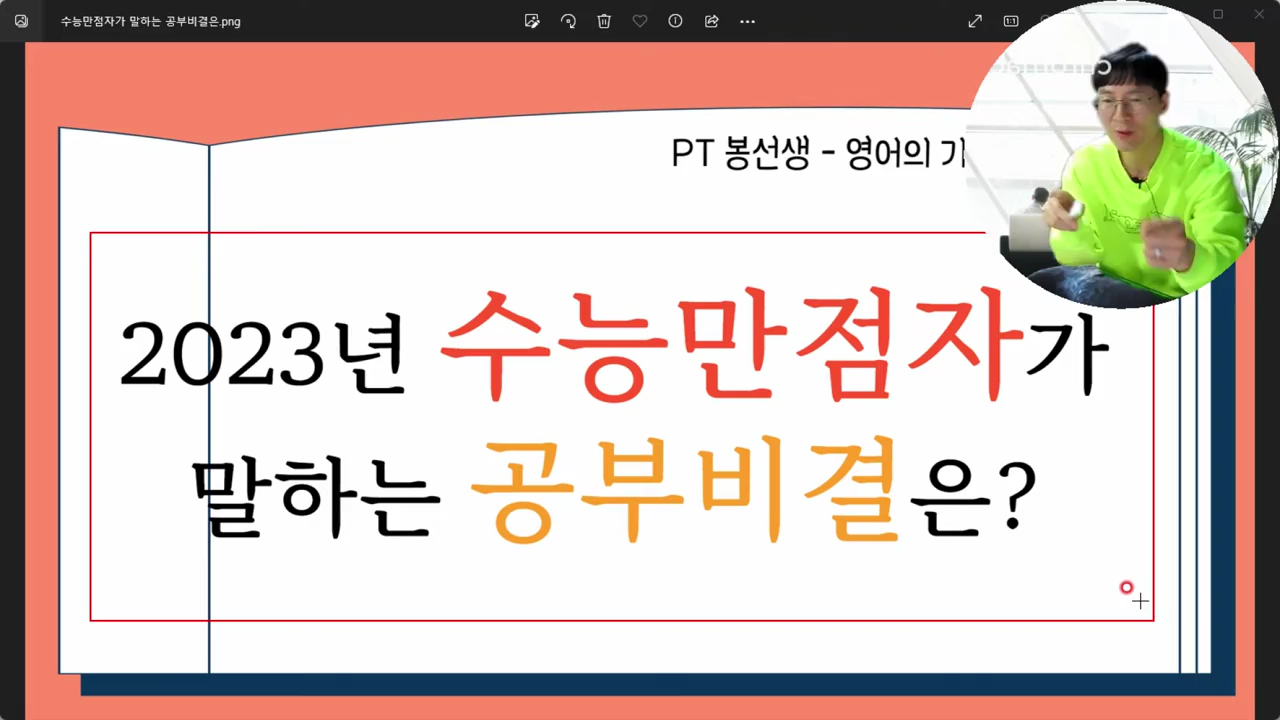 수능만점자가 말하는 공부비결은.png
PT 봉선생 - 영어의
2023년 수능만점자가
말하는 공부비결은?